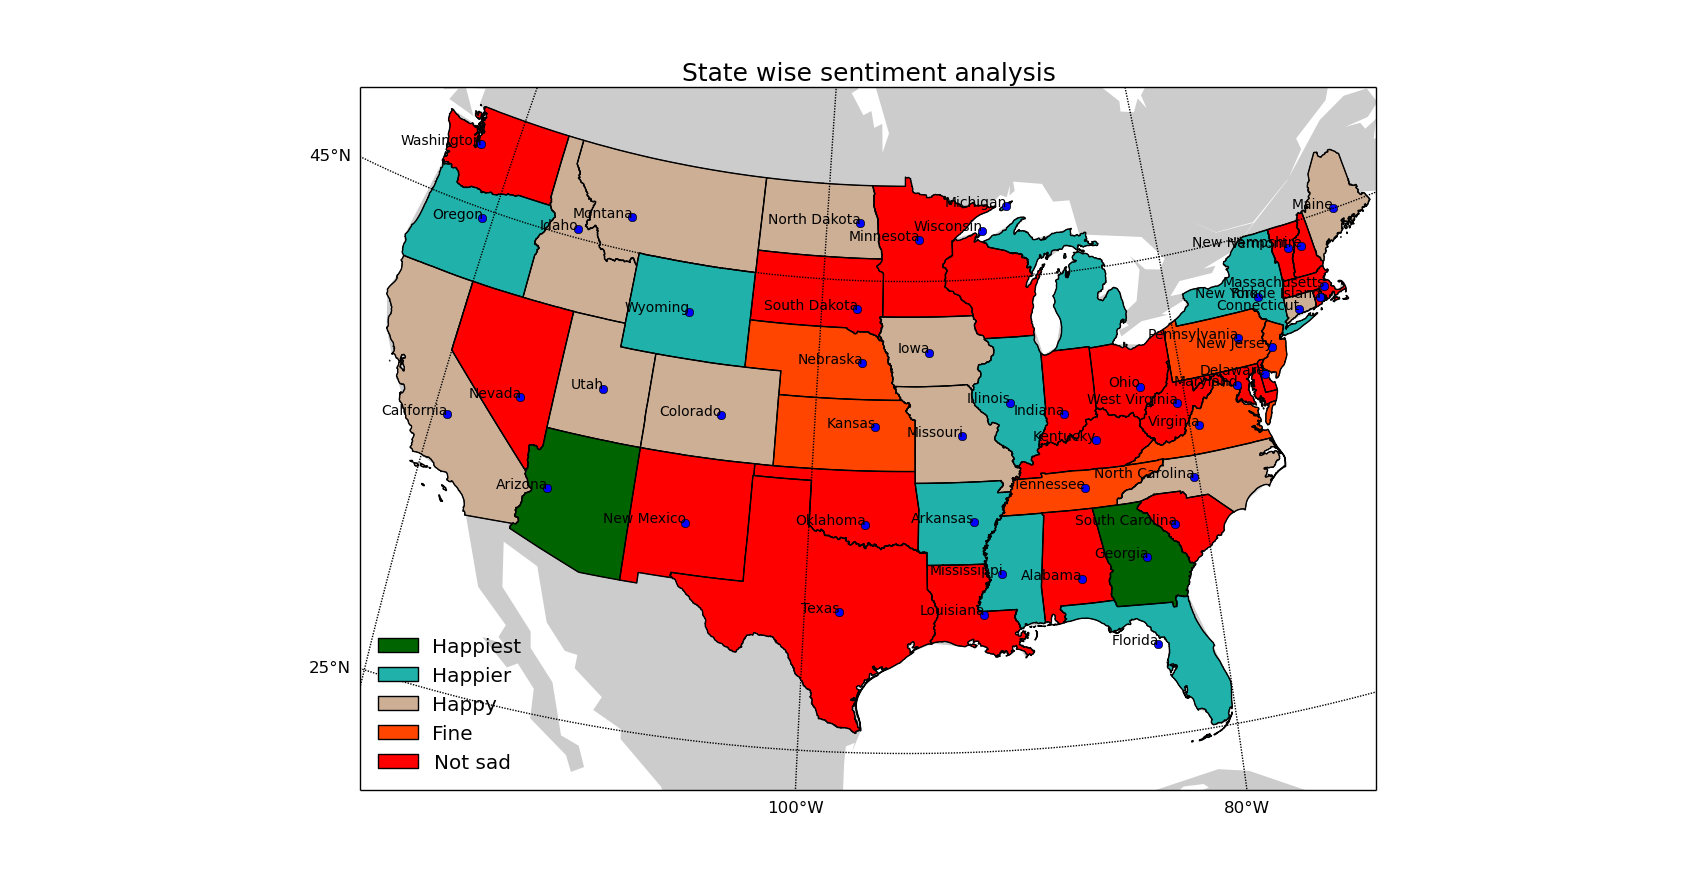 State wise sentiment analysis
45°N
25°N
100°W
80°W
Washington
Oregon
Idaho
Montana
North Dakota
Minnesota
Michigan
Wisconsin
Maine
New Hampshire
Vermont
Massachusetts
New York
Rhode Island
Connecticut
Wyoming
South Dakota
Pennsylvania
New Jersey
Nebraska
Iowa
Delaware
Maryland
Nevada
Utah
California
Colorado
Kansas
Missouri
Illinois
Indiana
Ohio
West Virginia
Virginia
Kentucky
Arizona
New Mexico
Oklahoma
Arkansas
Tennessee
North Carolina
South Carolina
Georgia
Mississippi
Alabama
Texas
Louisiana
Florida
Happiest
Happier
Happy
Fine
Not sad